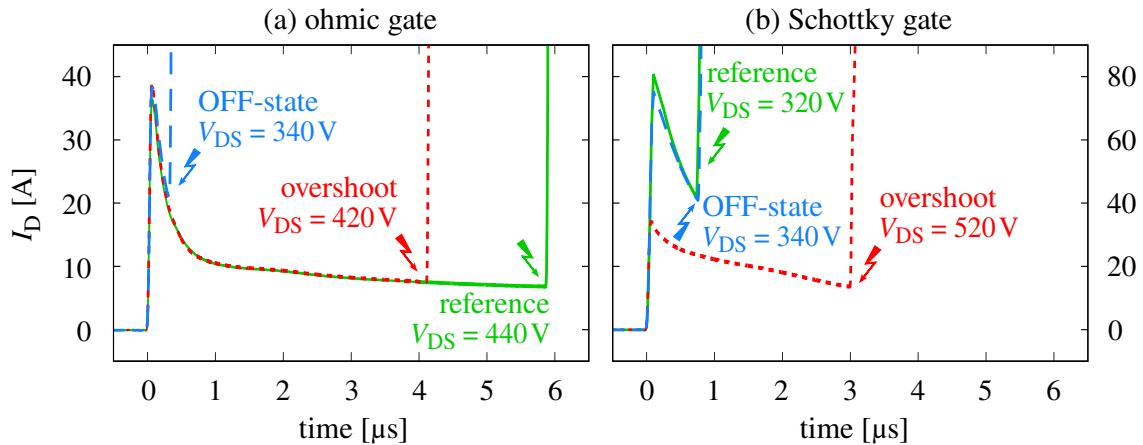 (a) ohmic gate
I_D [A]
40
30
20
10
0
OFF-state
V_DS = 340 V
overshoot
V_DS = 420 V
reference
V_DS = 440 V
0 1 2 3 4 5 6
time [µs]
(b) Schottky gate
reference
V_DS = 320 V
OFF-state
V_DS = 340 V
overshoot
V_DS = 520 V
80
60
40
20
0
0 1 2 3 4 5 6
time [µs]